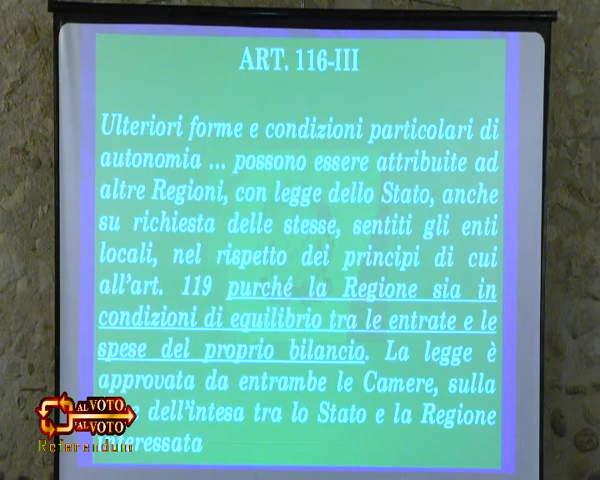 ART. 116-III
Ulteriori forme e condizioni particolari di
autonomia ... possono essere attribuite ad
altre Regioni, con legge dello Stato, anche
su richiesta delle stesse, sentiti gli enti
locali, nel rispetto dei principi di cui
all'art. 119 purché la Regione sia in
condizioni di equilibrio tra le entrate e le
spese del proprio bilancio. La legge è
approvata da entrambe le Camere, sulla
dell'intesa tra lo Stato e la Regione
interessata
AL VOTO,
AL VOTO
Referendum